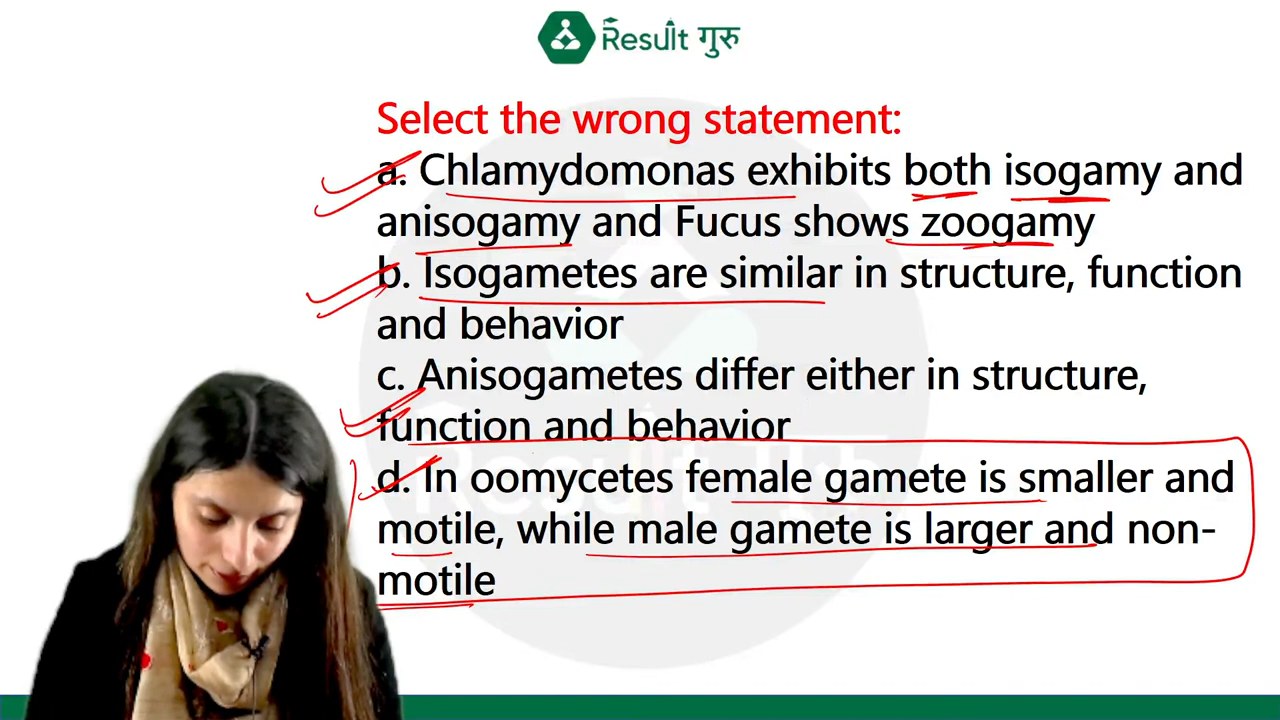 Result गुरु
Select the wrong statement:
a. Chlamydomonas exhibits both isogamy and
anisogamy and Fucus shows zoogamy
b. Isogametes are similar in structure, function
and behavior
c. Anisogametes differ either in structure,
function and behavior
d. In oomycetes female gamete is smaller and
motile, while male gamete is larger and non-
motile